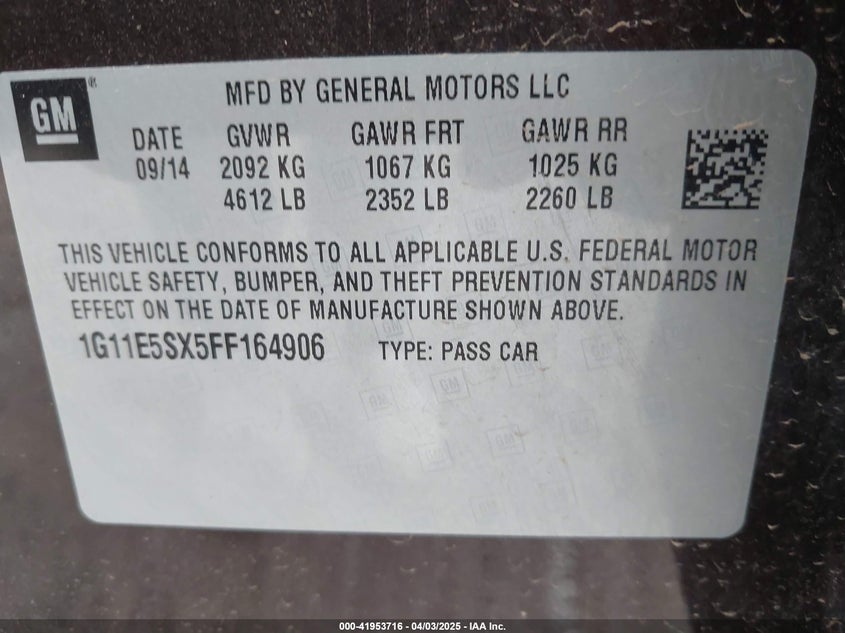 GM®
MFD BY GENERAL MOTORS LLC
DATE GVWR GAWR FRT GAWR RR
09/14 2092 KG 1067 KG 1025 KG
4612 LB 2352 LB 2260 LB
THIS VEHICLE CONFORMS TO ALL APPLICABLE U.S. FEDERAL MOTOR
VEHICLE SAFETY, BUMPER, AND THEFT PREVENTION STANDARDS IN
EFFECT ON THE DATE OF MANUFACTURE SHOWN ABOVE.
1G11E5SX5FF164906 TYPE: PASS CAR
000-41953716 - 04/03/2025 - IAA Inc.